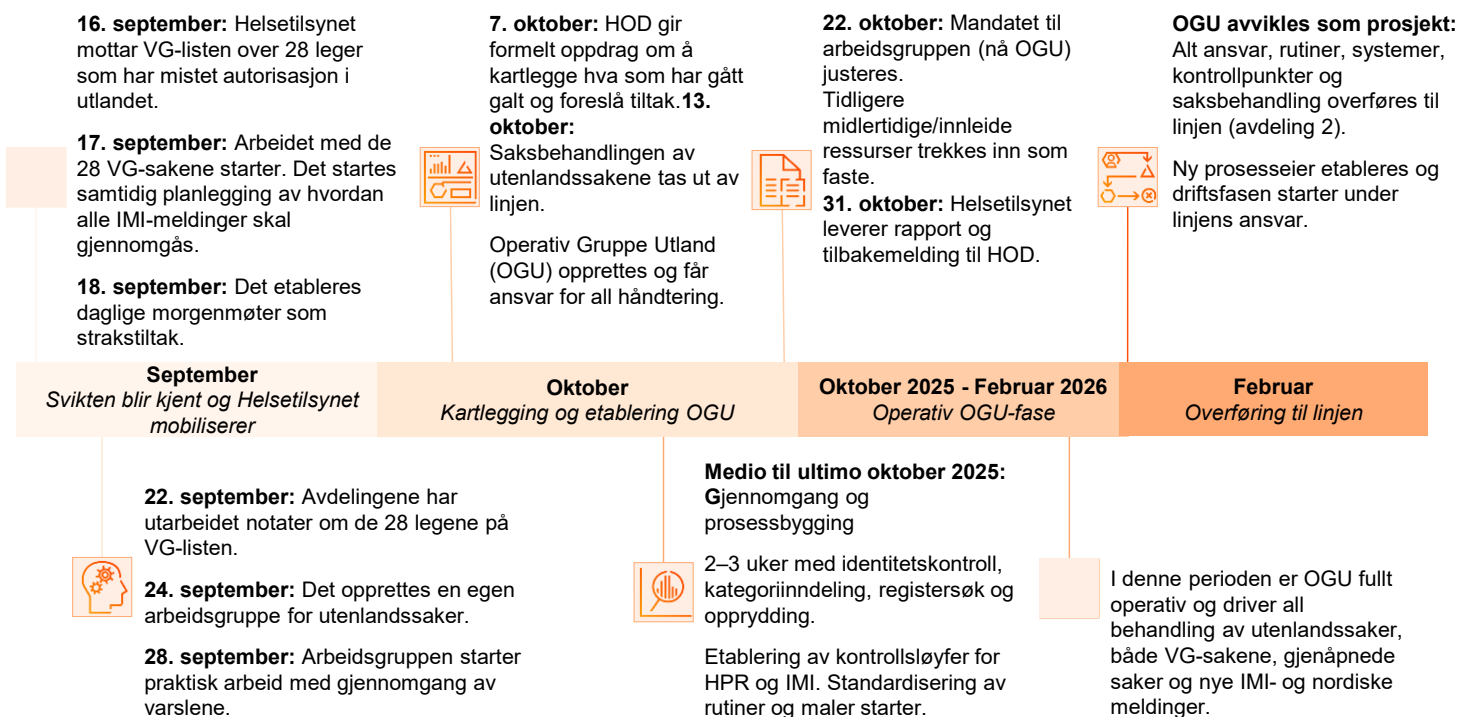 16. september: Helsetilsynet
mottar VG-listen over 28 leger
som har mistet autorisasjon i
utlandet.
17. september: Arbeidet med de
28 VG-sakene starter. Det startes
samtidig planlegging av hvordan
alle IMI-meldinger skal
gjennomgås.
18. september: Det etableres
daglige morgenmøter som
strakstiltak.
7. oktober: HOD gir
formelt oppdrag om å
kartlegge hva som har gått
galt og foreslå tiltak.13.
oktober:
Saksbehandlingen av
utenlandssakene tas ut av
linjen.
Operativ Gruppe Utland
(OGU) opprettes og får
ansvar for all håndtering.
22. oktober: Mandatet til
arbeidsgruppen (nå OGU)
justeres.
Tidligere
midlertidige/innleide
ressurser trekkes inn som
faste.
31. oktober: Helsetilsynet
leverer rapport og
tilbakemelding til HOD.
OGU avvikles som prosjekt:
Alt ansvar, rutiner, systemer,
kontrollpunkter og
saksbehandling overføres til
linjen (avdeling 2).
Ny prosesseier etableres og
driftsfasen starter under
linjens ansvar.
September
Svikten blir kjent og Helsetilsynet
mobiliserer
Oktober
Kartlegging og etablering OGU
Oktober 2025 - Februar 2026
Operativ OGU-fase
Februar
Overføring til linjen
22. september: Avdelingene har
utarbeidet notater om de 28 legene på
VG-listen.
24. september: Det opprettes en egen
arbeidsgruppe for utenlandssaker.
28. september: Arbeidsgruppen starter
praktisk arbeid med gjennomgang av
varslene.
Medio til ultimo oktober 2025:
Gjennomgang og
prosessbygging
2–3 uker med identitetskontroll,
kategoriinndeling, registersøk og
opprydding.
Etablering av kontrollsløyfer for
HPR og IMI. Standardisering av
rutiner og maler starter.
I denne perioden er OGU fullt
operativ og driver all
behandling av utenlandssaker,
både VG-sakene, gjenåpnede
saker og nye IMI- og nordiske
meldinger.